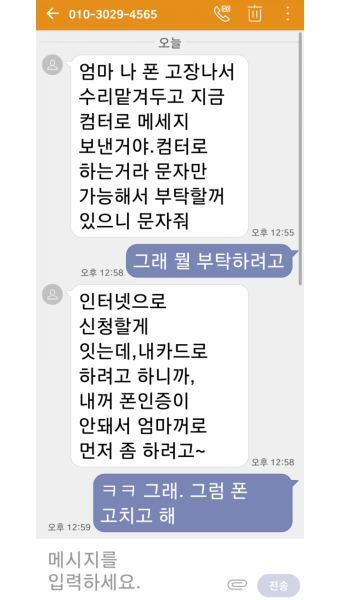 010-3029-4565
오늘
엄마 나 폰 고장나서
수리맡겨두고 지금
컴터로 메세지
보낸거야.컴터로
하는거라 문자만
가능해서 부탁할꺼
있으니 문자줘
오후 12:55
그래 뭘 부탁하려고
오후 12:58
인터넷으로
신청할게
잇는데,내카드로
하려고 하니까,
내꺼 폰인증이
안돼서 엄마꺼로
먼저 좀 하려고~
오후 12:58
ㅋㅋ 그래. 그럼 폰
고치고 해
오후 12:59
메시지를
입력하세요.
전송